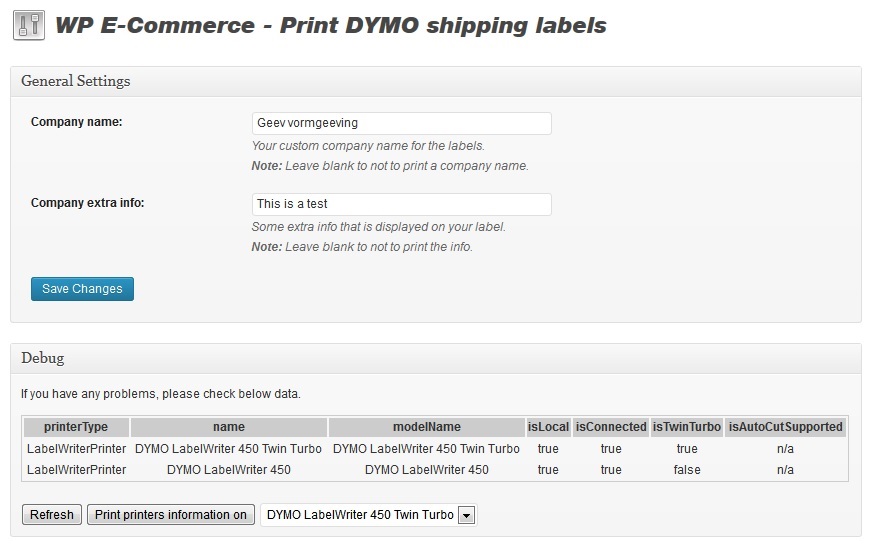 WP E-Commerce - Print DYMO shipping labels
General Settings
Company name:
Geev vormgeeving
Your custom company name for the labels.
Note: Leave blank to not to print a company name.
Company extra info:
This is a test
Some extra info that is displayed on your label.
Note: Leave blank to not to print the info.
Save Changes
Debug
If you have any problems, please check below data.
printerType name modelName isLocal isConnected isTwinTurbo isAutoCutSupported
LabelWriterPrinter DYMO LabelWriter 450 Twin Turbo DYMO LabelWriter 450 Twin Turbo true true true n/a
LabelWriterPrinter DYMO LabelWriter 450 DYMO LabelWriter 450 true true false n/a
Refresh Print printers information on DYMO LabelWriter 450 Twin Turbo